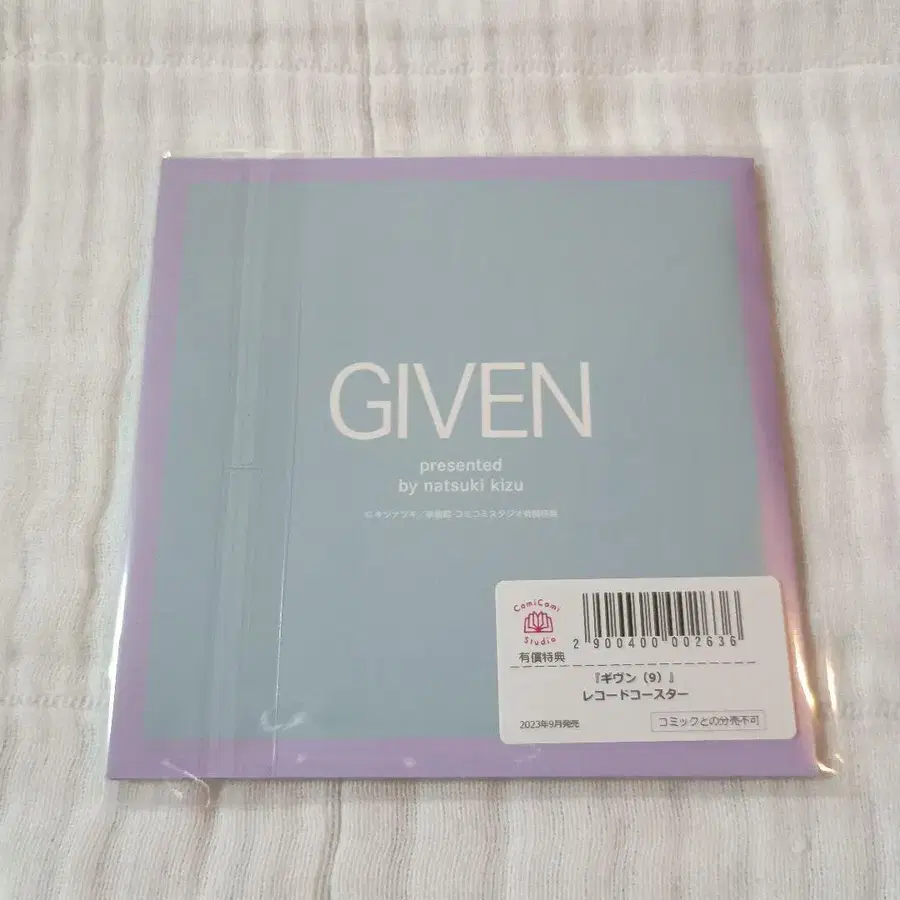 GIVEN
presented
by natsuki kizu
ComiComi
Studio
2 900400 002636
有償特典
『ギヴン（9）』
レコードコースター
2023年9月発売
コミックとの分売不可